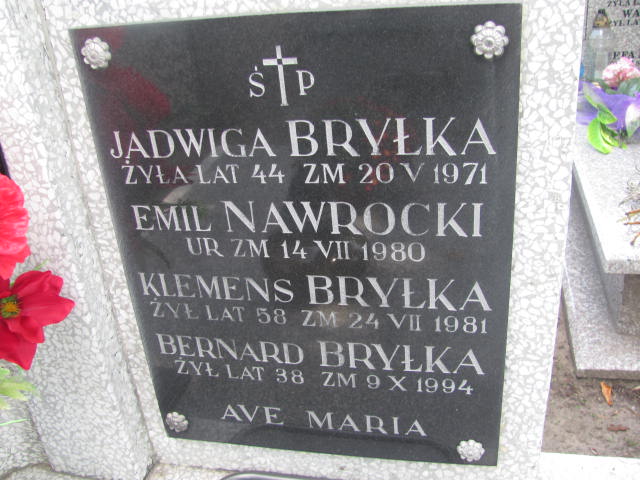 Ś P
JADWIGA BRYŁKA
ŻYŁA LAT 44 ZM 20 V 1971
EMIL NAWROCKI
UR ZM 14 VII 1980
KLEMENS BRYŁKA
ŻYŁ LAT 58 ZM 24 VII 1981
BERNARD BRYŁKA
ŻYŁ LAT 38 ZM 9 X 1994
AVE MARIA